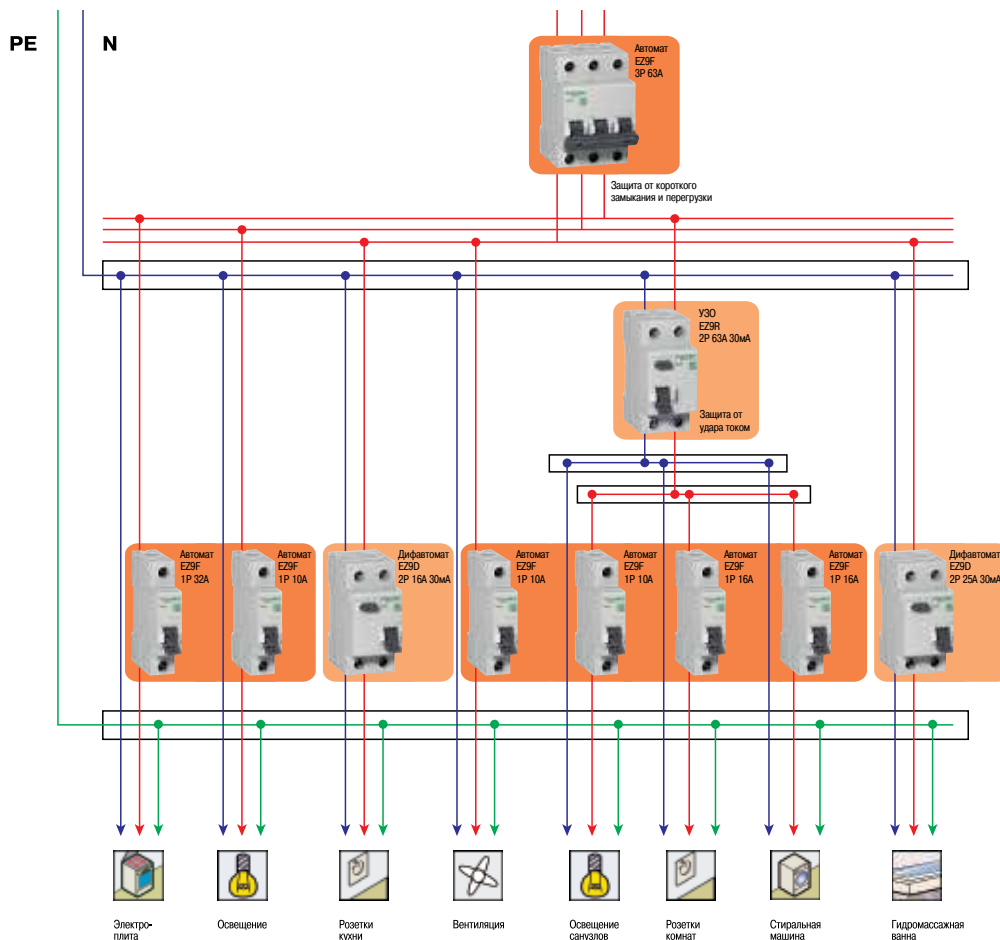 PE
N
Автомат
EZ9F
3P 63A
Защита от короткого
замыкания и перегрузки
УЗО
EZ9R
2P 63A 30мА
Защита от
удара током
Автомат
EZ9F
1P 32A
Автомат
EZ9F
1P 10A
Дифавтомат
EZ9D
2P 16A 30мА
Автомат
EZ9F
1P 10A
Автомат
EZ9F
1P 10A
Автомат
EZ9F
1P 16A
Автомат
EZ9F
1P 16A
Дифавтомат
EZ9D
2P 25A 30мА
Электро-
плита
Освещение
Розетки
кухни
Вентиляция
Освещение
санузлов
Розетки
комнат
Стиральная
машина
Гидромассажная
ванна